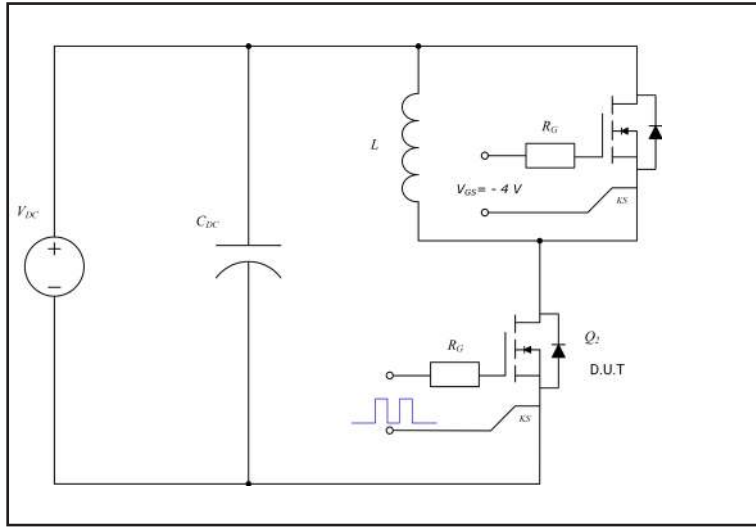 R_G
L
V_GS = - 4 V
KS
V_DC
+
−
C_DC
R_G
Q_2
D.U.T
KS